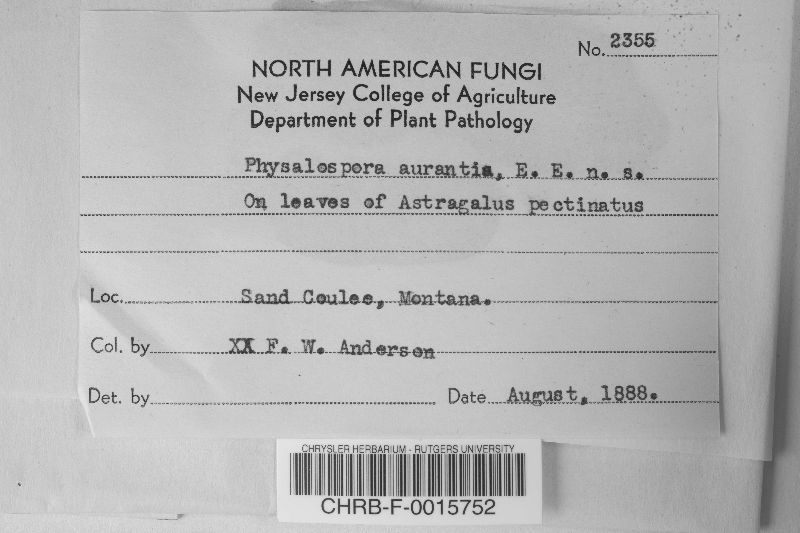 No. 2355
NORTH AMERICAN FUNGI
New Jersey College of Agriculture
Department of Plant Pathology
Physalospora aurantia, E. E. n. s.
On leaves of Astragalus pectinatus
Loc. Sand Coulee, Montana.
Col. by XX F. W. Anderson
Det. by Date August, 1888.
CHRYSLER HERBARIUM - RUTGERS UNIVERSITY
CHRB-F-0015752